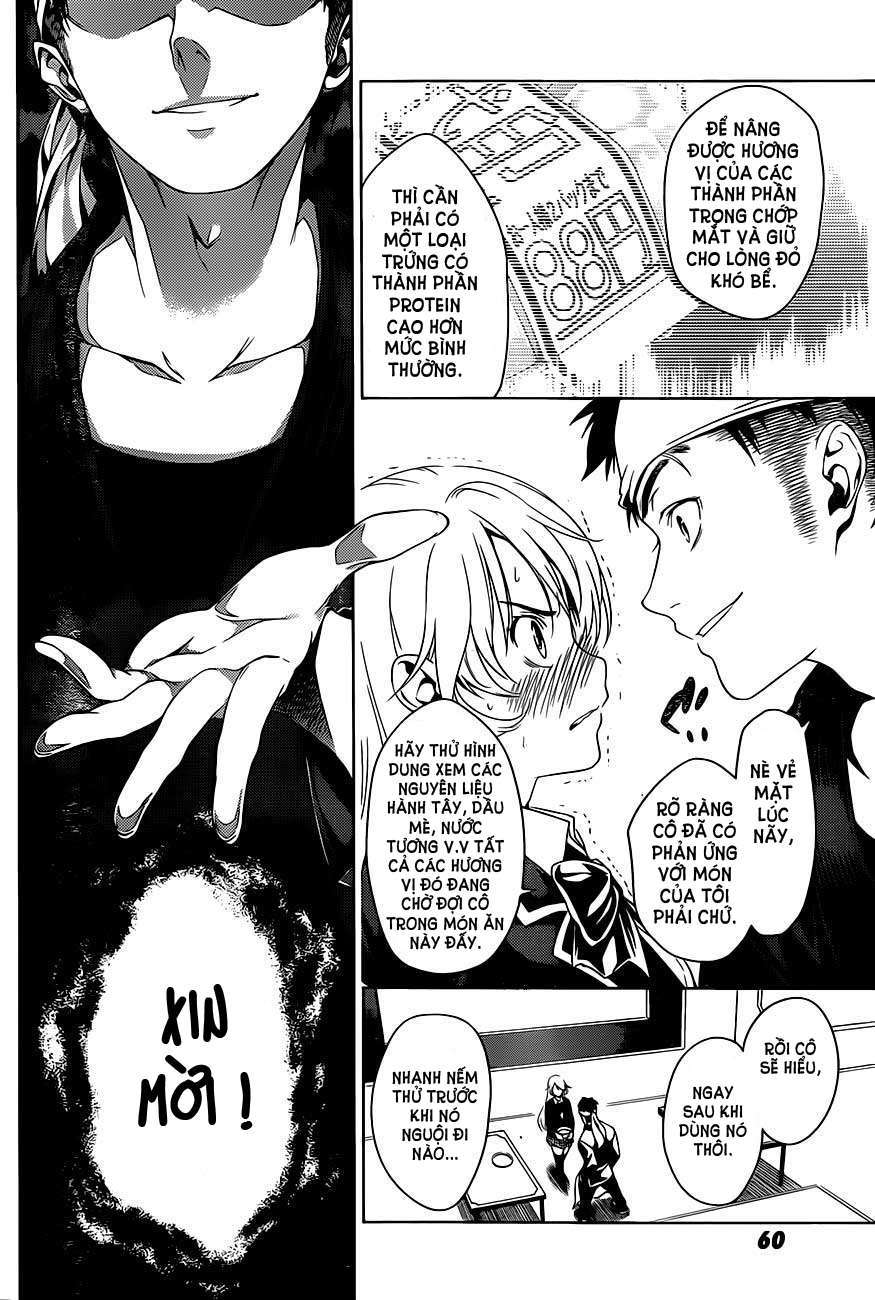 ĐỂ NÂNG
ĐƯỢC HƯƠNG
VỊ CỦA CÁC
THÀNH PHẦN
TRONG CHỚP
MẮT VÀ GIỮ
CHO LÒNG ĐỎ
KHÓ BỂ.
THÌ CẦN
PHẢI CÓ
MỘT LOẠI
TRỨNG CÓ
THÀNH PHẦN
PROTEIN
CAO HƠN
MỨC BÌNH
THƯỜNG.
88円
NÈ VẺ
MẶT LÚC
NÃY,
RÕ RÀNG
CÔ ĐÃ CÓ
PHẢN ỨNG
VỚI MÓN
CỦA TÔI
PHẢI CHỨ.
HÃY THỬ HÌNH
DUNG XEM CÁC
NGUYÊN LIỆU
HÀNH TÂY, DẦU
MÈ, NƯỚC
TƯƠNG V.V TẤT
CẢ CÁC HƯƠNG
VỊ ĐÓ ĐANG
CHỜ ĐỢI CÔ
TRONG MÓN ĂN
NÀY ĐẤY.
RỒI CÔ
SẼ HIỂU,
NGAY
SAU KHI
DÙNG NÓ
THÔI.
NHANH NẾM
THỬ TRƯỚC
KHI NÓ
NGUỘI ĐI
NÀO...
XIN
MỜI !
60